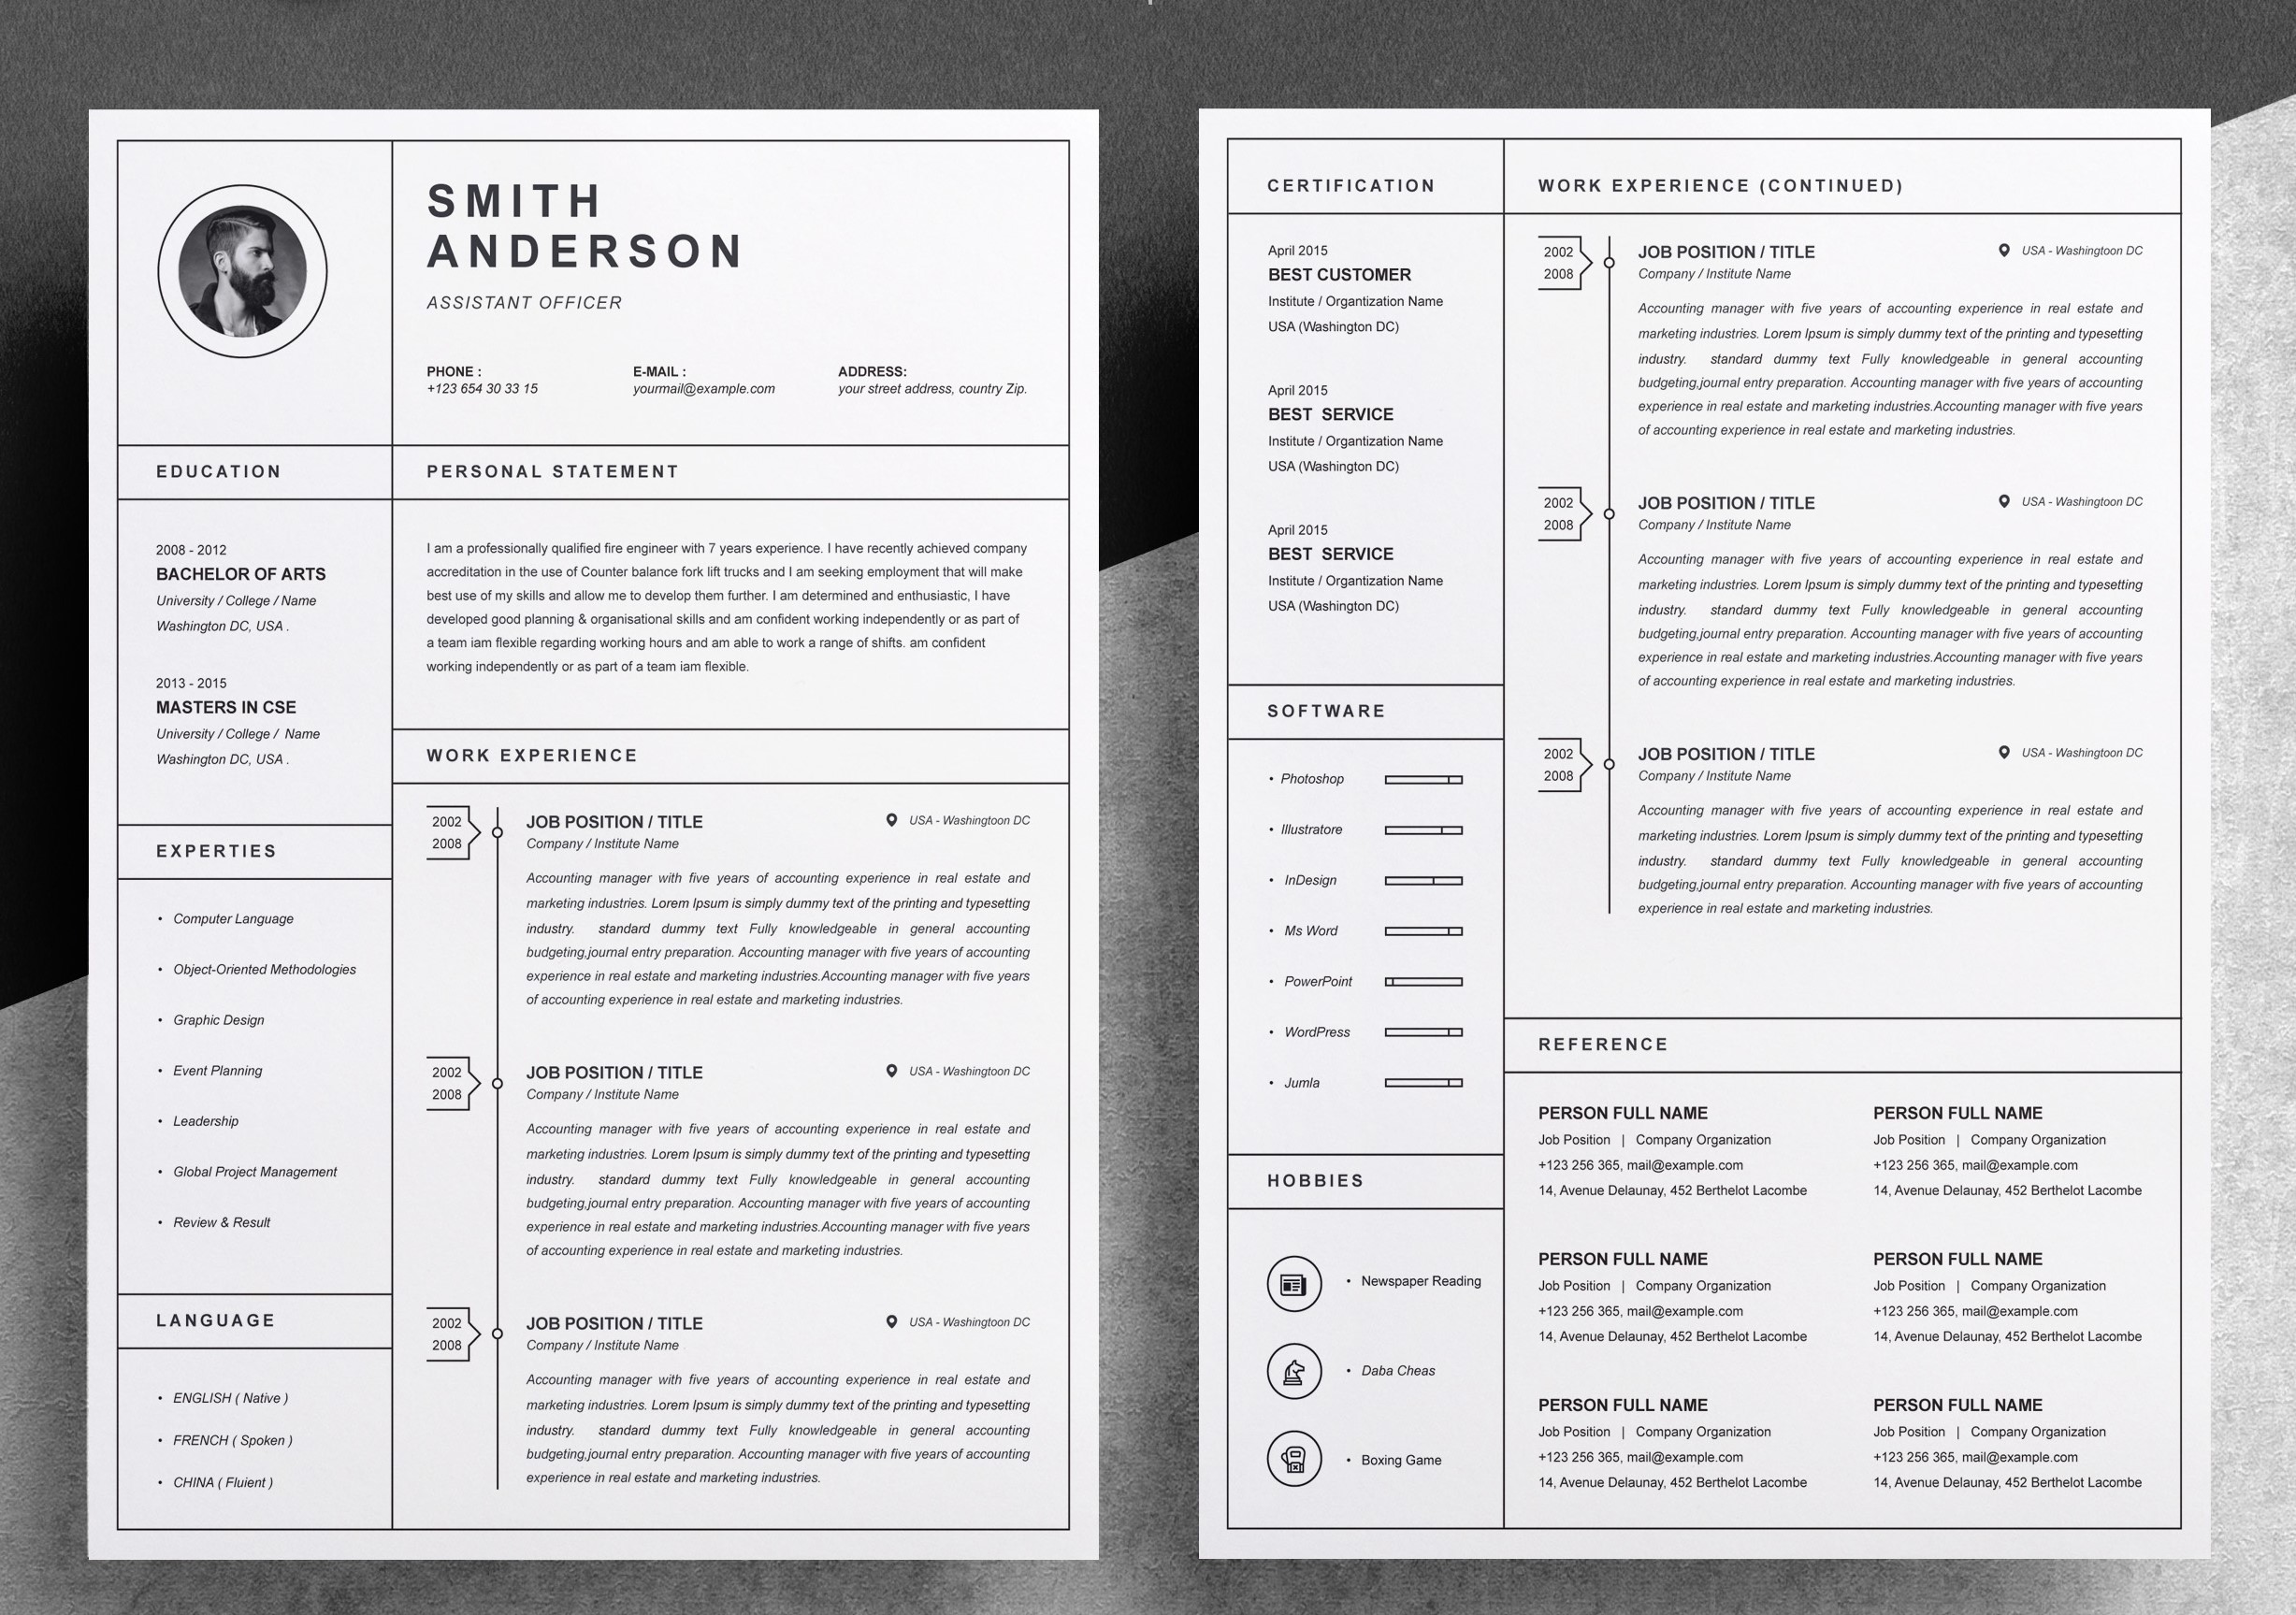 SMITH
ANDERSON
ASSISTANT OFFICER
PHONE :
+123 654 30 33 15
E-MAIL :
yourmail@example.com
ADDRESS:
your street address, country Zip.
EDUCATION
2008 - 2012
BACHELOR OF ARTS
University / College / Name
Washington DC, USA .
2013 - 2015
MASTERS IN CSE
University / College /  Name
Washington DC, USA .
EXPERTIES
• Computer Language
• Object-Oriented Methodologies
• Graphic Design
• Event Planning
• Leadership
• Global Project Management
• Review & Result
LANGUAGE
• ENGLISH ( Native )
• FRENCH ( Spoken )
• CHINA ( Fluient )
PERSONAL STATEMENT
I am a professionally qualified fire engineer with 7 years experience. I have recently achieved company
accreditation in the use of Counter balance fork lift trucks and I am seeking employment that will make
best use of my skills and allow me to develop them further. I am determined and enthusiastic, I have
developed good planning & organisational skills and am confident working independently or as part of
a team iam flexible regarding working hours and am able to work a range of shifts. am confident
working independently or as part of a team iam flexible.
WORK EXPERIENCE
2002
2008
JOB POSITION / TITLE
USA - Washingtoon DC
Company / Institute Name
Accounting manager with five years of accounting experience in real estate and
marketing industries. Lorem Ipsum is simply dummy text of the printing and typesetting
industry. standard dummy text Fully knowledgeable in general accounting
budgeting,journal entry preparation. Accounting manager with five years of accounting
experience in real estate and marketing industries.Accounting manager with five years
of accounting experience in real estate and marketing industries.
2002
2008
JOB POSITION / TITLE
USA - Washingtoon DC
Company / Institute Name
Accounting manager with five years of accounting experience in real estate and
marketing industries. Lorem Ipsum is simply dummy text of the printing and typesetting
industry. standard dummy text Fully knowledgeable in general accounting
budgeting,journal entry preparation. Accounting manager with five years of accounting
experience in real estate and marketing industries.Accounting manager with five years
of accounting experience in real estate and marketing industries.
2002
2008
JOB POSITION / TITLE
USA - Washingtoon DC
Company / Institute Name
Accounting manager with five years of accounting experience in real estate and
marketing industries. Lorem Ipsum is simply dummy text of the printing and typesetting
industry. standard dummy text Fully knowledgeable in general accounting
budgeting,journal entry preparation. Accounting manager with five years of accounting
experience in real estate and marketing industries.
CERTIFICATION
April 2015
BEST CUSTOMER
Institute / Organtization Name
USA (Washington DC)
April 2015
BEST  SERVICE
Institute / Organtization Name
USA (Washington DC)
April 2015
BEST  SERVICE
Institute / Organtization Name
USA (Washington DC)
SOFTWARE
• Photoshop
• Illustratore
• InDesign
• Ms Word
• PowerPoint
• WordPress
• Jumla
HOBBIES
• Newspaper Reading
• Daba Cheas
• Boxing Game
WORK EXPERIENCE (CONTINUED)
2002
2008
JOB POSITION / TITLE
USA - Washingtoon DC
Company / Institute Name
Accounting manager with five years of accounting experience in real estate and
marketing industries. Lorem Ipsum is simply dummy text of the printing and typesetting
industry. standard dummy text Fully knowledgeable in general accounting
budgeting,journal entry preparation. Accounting manager with five years of accounting
experience in real estate and marketing industries.Accounting manager with five years
of accounting experience in real estate and marketing industries.
2002
2008
JOB POSITION / TITLE
USA - Washingtoon DC
Company / Institute Name
Accounting manager with five years of accounting experience in real estate and
marketing industries. Lorem Ipsum is simply dummy text of the printing and typesetting
industry. standard dummy text Fully knowledgeable in general accounting
budgeting,journal entry preparation. Accounting manager with five years of accounting
experience in real estate and marketing industries.Accounting manager with five years
of accounting experience in real estate and marketing industries.
2002
2008
JOB POSITION / TITLE
USA - Washingtoon DC
Company / Institute Name
Accounting manager with five years of accounting experience in real estate and
marketing industries. Lorem Ipsum is simply dummy text of the printing and typesetting
industry. standard dummy text Fully knowledgeable in general accounting
budgeting,journal entry preparation. Accounting manager with five years of accounting
experience in real estate and marketing industries.
REFERENCE
PERSON FULL NAME
Job Position | Company Organization
+123 256 365, mail@example.com
14, Avenue Delaunay, 452 Berthelot Lacombe
PERSON FULL NAME
Job Position | Company Organization
+123 256 365, mail@example.com
14, Avenue Delaunay, 452 Berthelot Lacombe
PERSON FULL NAME
Job Position | Company Organization
+123 256 365, mail@example.com
14, Avenue Delaunay, 452 Berthelot Lacombe
PERSON FULL NAME
Job Position | Company Organization
+123 256 365, mail@example.com
14, Avenue Delaunay, 452 Berthelot Lacombe
PERSON FULL NAME
Job Position | Company Organization
+123 256 365, mail@example.com
14, Avenue Delaunay, 452 Berthelot Lacombe
PERSON FULL NAME
Job Position | Company Organization
+123 256 365, mail@example.com
14, Avenue Delaunay, 452 Berthelot Lacombe